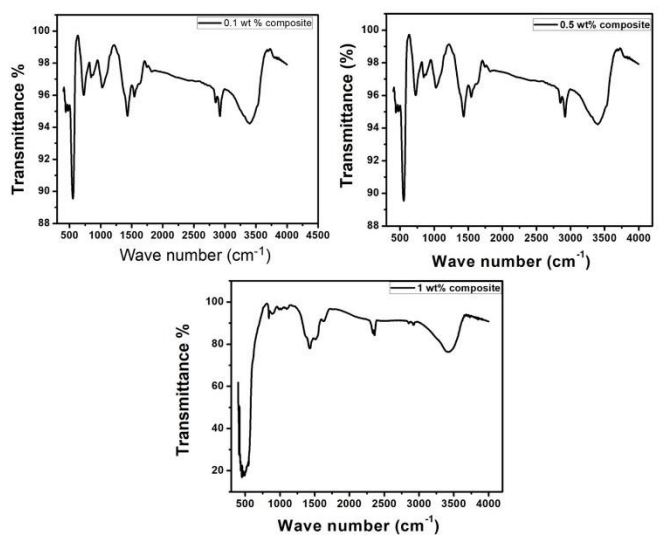 0.1 wt % composite
100
98
96
94
92
90
88
Transmittance %
500 1000 1500 2000 2500 3000 3500 4000 4500
Wave number (cm-1)
0.5 wt% composite
100
98
96
94
92
90
88
Transmittance (%)
500 1000 1500 2000 2500 3000 3500 4000
Wave number (cm-1)
1 wt% composite
100
80
60
40
20
Transmittance %
500 1000 1500 2000 2500 3000 3500 4000
Wave number (cm-1)